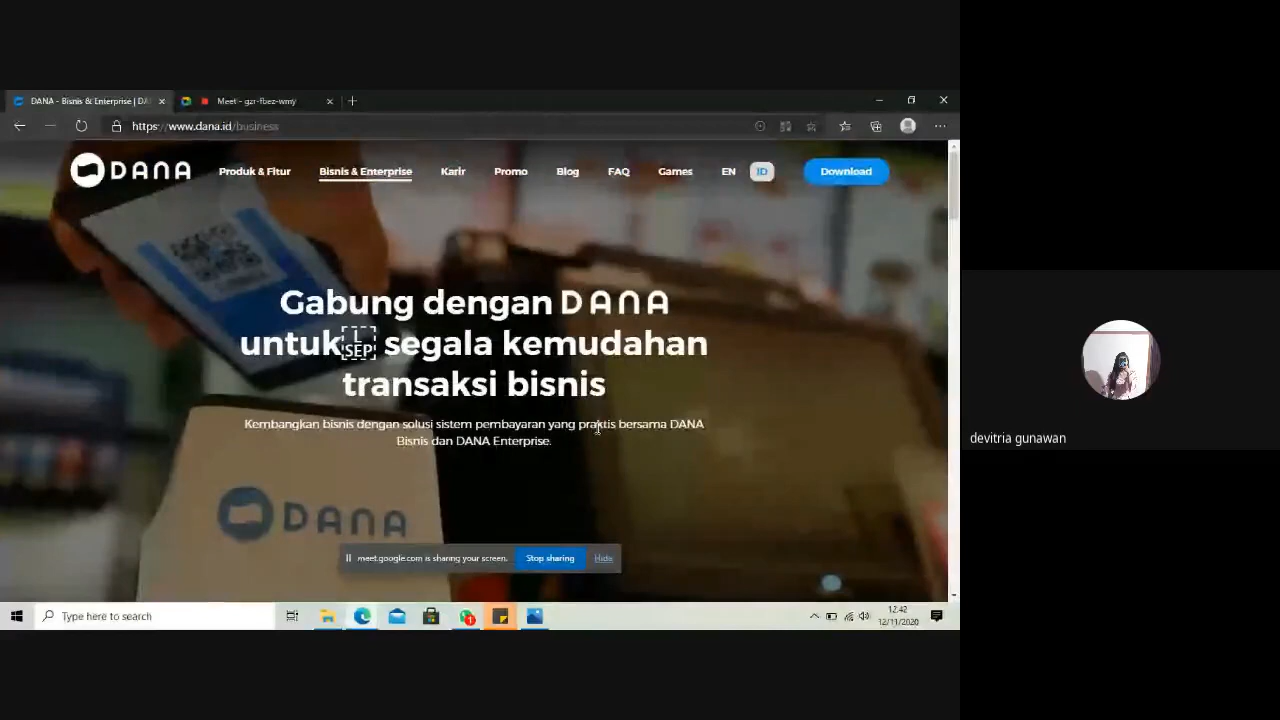 DANA - Bisnis & Enterprise | DA
Meet - gzr-fbez-wmy
https://www.dana.id/business
DANA
Produk & Fitur
Bisnis & Enterprise
Karir
Promo
Blog
FAQ
Games
EN
ID
Download
Gabung dengan DANA
untuk L SEP segala kemudahan
transaksi bisnis
Kembangkan bisnis dengan solusi sistem pembayaran yang praktis bersama DANA
Bisnis dan DANA Enterprise.
DANA
meet.google.com is sharing your screen.
Stop sharing
Hide
devitria gunawan
Type here to search
1
12.42
12/11/2020